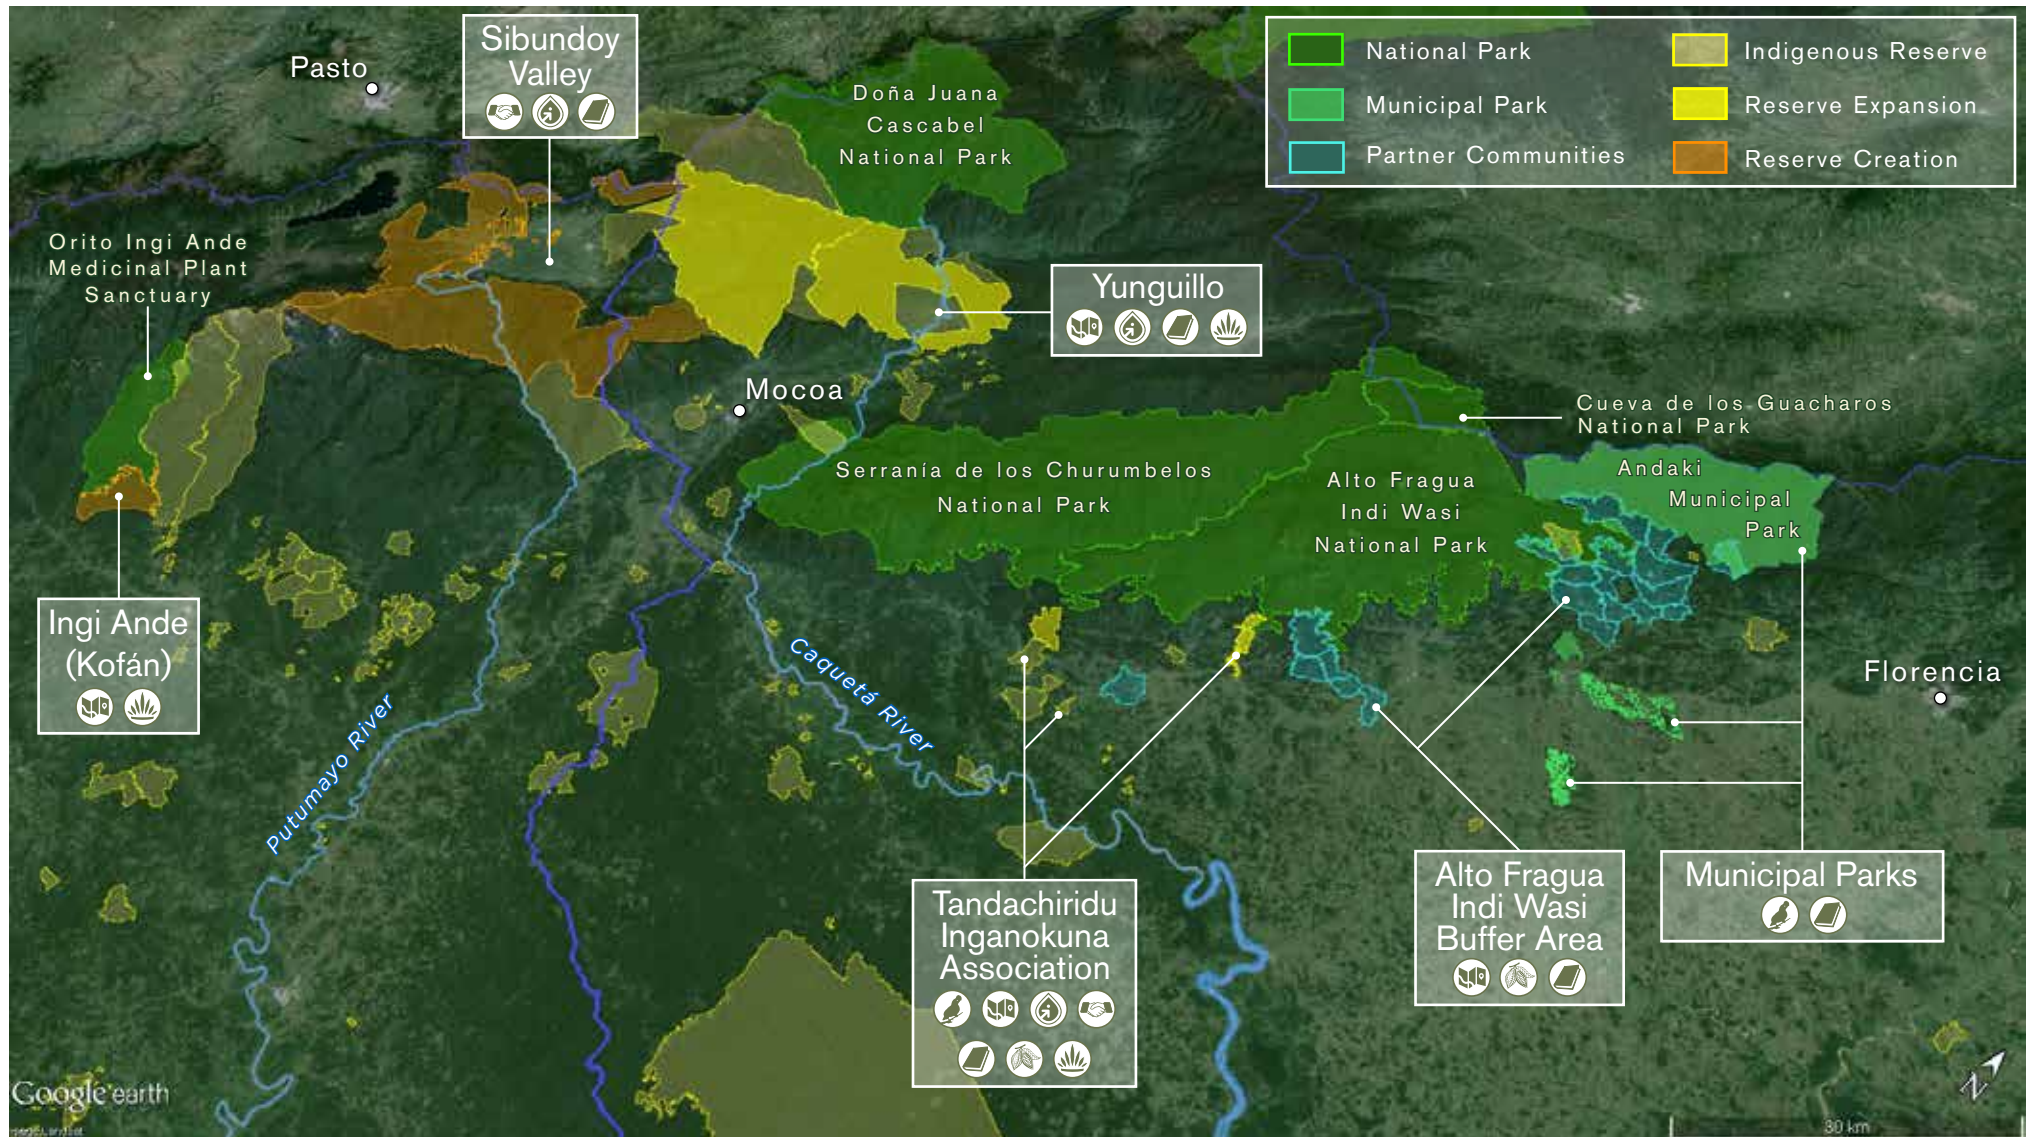 Pasto
Sibundoy
Valley
Doña Juana
Cascabel
National Park
National Park
Municipal Park
Partner Communities
Indigenous Reserve
Reserve Expansion
Reserve Creation
Orito Ingi Ande
Medicinal Plant
Sanctuary
Yunguillo
Mocoa
Cueva de los Guacharos
National Park
Serranía de los Churumbelos
National Park
Alto Fragua
Indi Wasi
National Park
Andaki
Municipal
Park
Ingi Ande
(Kofán)
Putumayo River
Caquetá River
Florencia
Tandachiridu
Inganokuna
Association
Alto Fragua
Indi Wasi
Buffer Area
Municipal Parks
Google earth
N
30 km